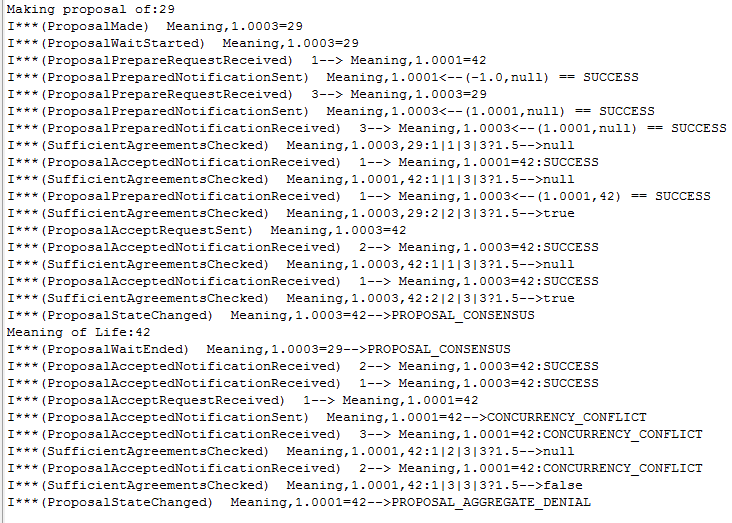 Making proposal of:29
I***(ProposalMade)  Meaning,1.0003=29
I***(ProposalWaitStarted)  Meaning,1.0003=29
I***(ProposalPrepareRequestReceived)  1--> Meaning,1.0001=42
I***(ProposalPreparedNotificationSent)  Meaning,1.0001<--(-1.0,null) == SUCCESS
I***(ProposalPrepareRequestReceived)  3--> Meaning,1.0003=29
I***(ProposalPreparedNotificationSent)  Meaning,1.0003<--(1.0001,null) == SUCCESS
I***(ProposalPreparedNotificationReceived)  3--> Meaning,1.0003<--(1.0001,null) == SUCCESS
I***(SufficientAgreementsChecked)  Meaning,1.0003,29:1|1|3|3?1.5-->null
I***(ProposalAcceptedNotificationReceived)  1--> Meaning,1.0001=42:SUCCESS
I***(SufficientAgreementsChecked)  Meaning,1.0001,42:1|1|3|3?1.5-->null
I***(ProposalPreparedNotificationReceived)  1--> Meaning,1.0003<--(1.0001,42) == SUCCESS
I***(SufficientAgreementsChecked)  Meaning,1.0003,29:2|2|3|3?1.5-->true
I***(ProposalAcceptRequestSent)  Meaning,1.0003=42
I***(ProposalAcceptedNotificationReceived)  2--> Meaning,1.0003=42:SUCCESS
I***(SufficientAgreementsChecked)  Meaning,1.0003,42:1|1|3|3?1.5-->null
I***(ProposalAcceptedNotificationReceived)  1--> Meaning,1.0003=42:SUCCESS
I***(SufficientAgreementsChecked)  Meaning,1.0003,42:2|2|3|3?1.5-->true
I***(ProposalStateChanged)  Meaning,1.0003=42-->PROPOSAL_CONSENSUS
Meaning of Life:42
I***(ProposalWaitEnded)  Meaning,1.0003=29-->PROPOSAL_CONSENSUS
I***(ProposalAcceptedNotificationReceived)  2--> Meaning,1.0003=42:SUCCESS
I***(ProposalAcceptedNotificationReceived)  1--> Meaning,1.0003=42:SUCCESS
I***(ProposalAcceptRequestReceived)  1--> Meaning,1.0001=42
I***(ProposalAcceptedNotificationSent)  Meaning,1.0001=42-->CONCURRENCY_CONFLICT
I***(ProposalAcceptedNotificationReceived)  3--> Meaning,1.0001=42:CONCURRENCY_CONFLICT
I***(SufficientAgreementsChecked)  Meaning,1.0001,42:1|2|3|3?1.5-->null
I***(ProposalAcceptedNotificationReceived)  2--> Meaning,1.0001=42:CONCURRENCY_CONFLICT
I***(SufficientAgreementsChecked)  Meaning,1.0001,42:1|3|3|3?1.5-->false
I***(ProposalStateChanged)  Meaning,1.0001=42-->PROPOSAL_AGGREGATE_DENIAL